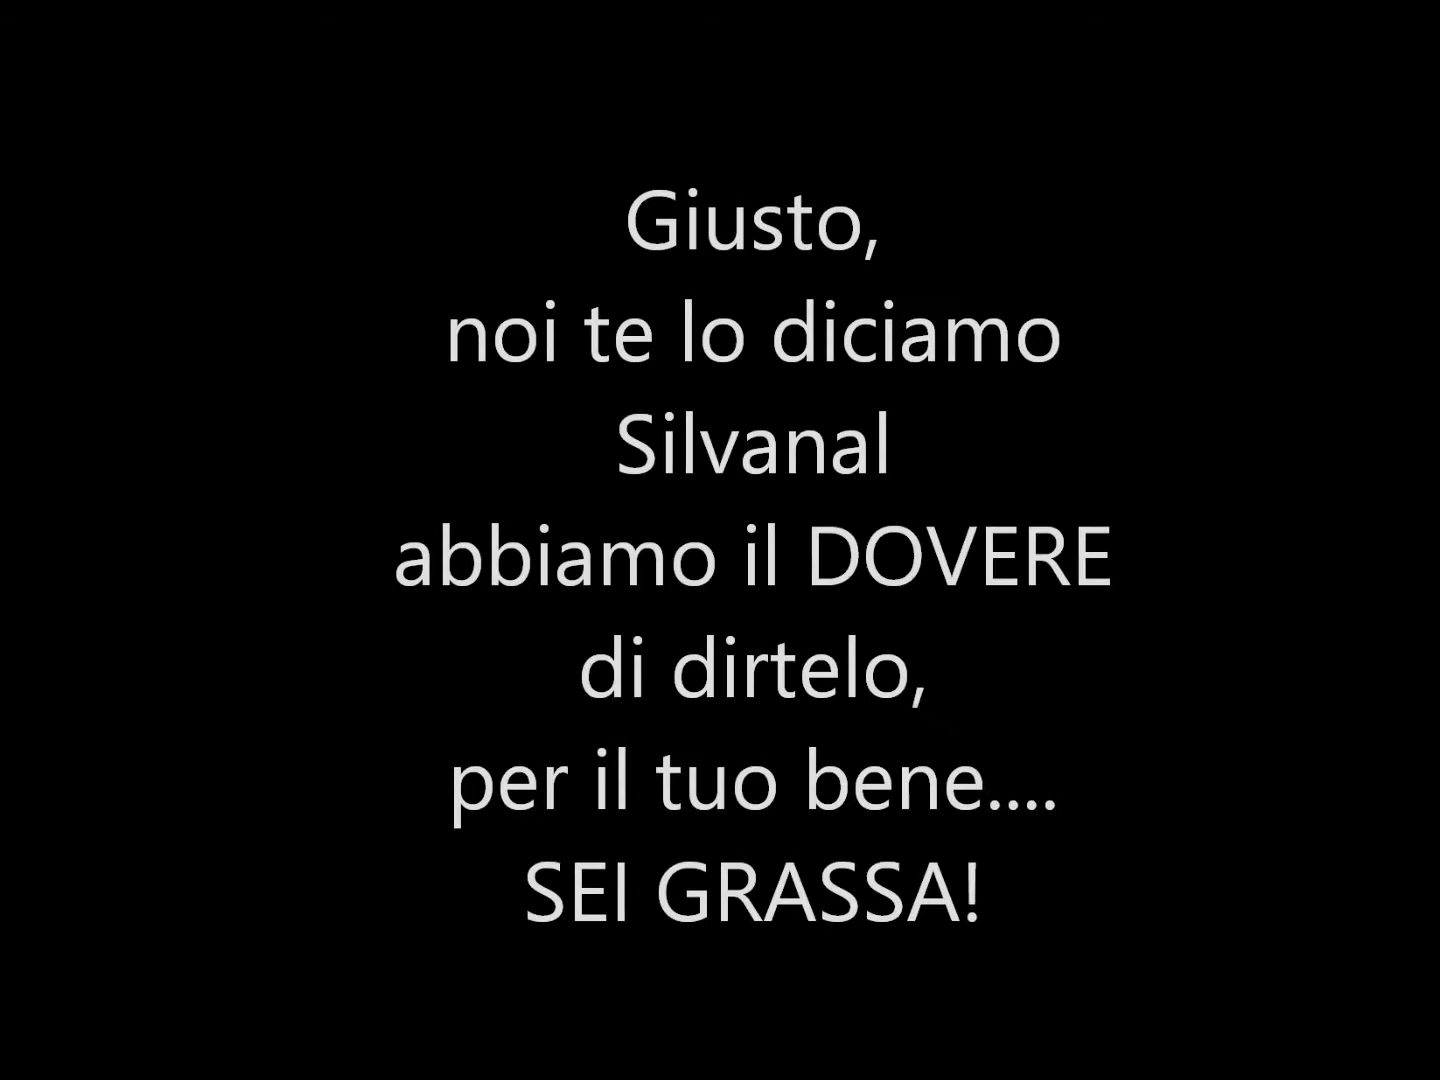 Giusto,
noi te lo diciamo
Silvanal
abbiamo il DOVERE
di dirtelo,
per il tuo bene....
SEI GRASSA!